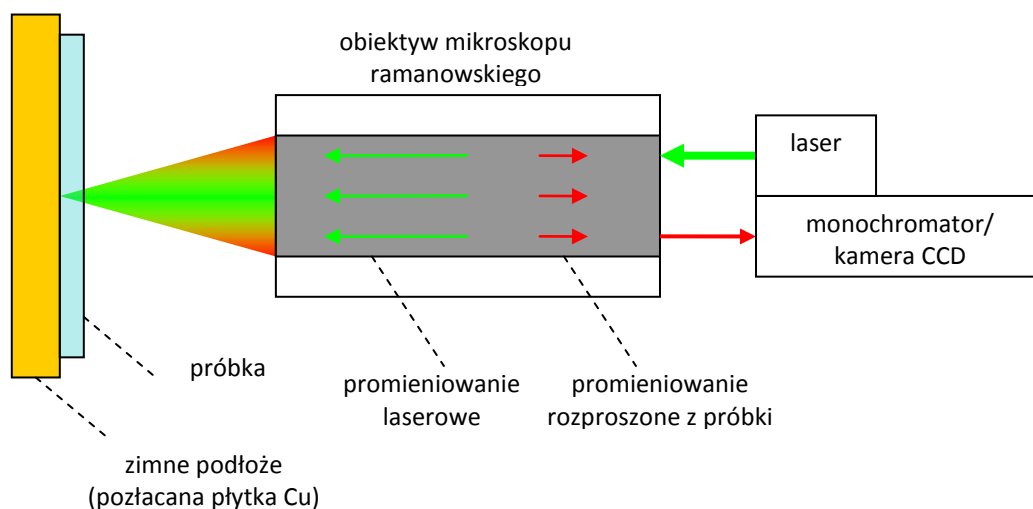 obiektyw mikroskopu
ramanowskiego
laser
monochromator/
kamera CCD
próbka
promieniowanie
laserowe
promieniowanie
rozproszone z próbki
zimne podłoże
(pozłacana płytka Cu)